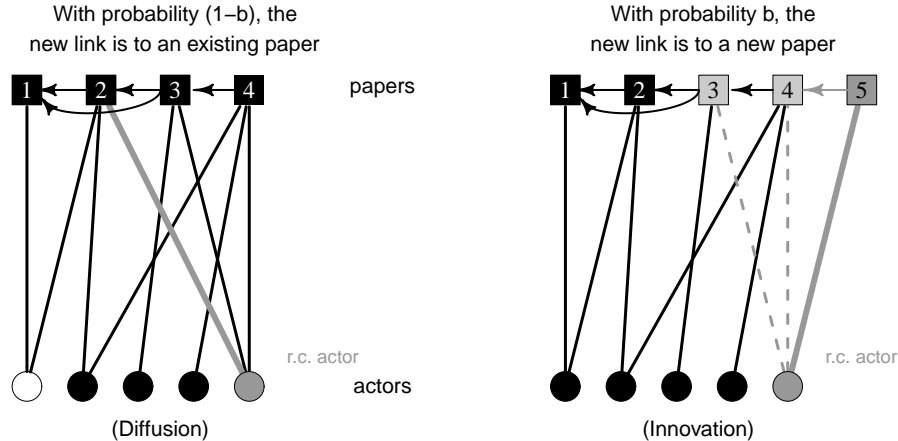 With probability (1−b), the
new link is to an existing paper
1 2 3 4
papers
r.c. actor
actors
(Diffusion)
With probability b, the
new link is to a new paper
1 2 3 4 5
r.c. actor
(Innovation)